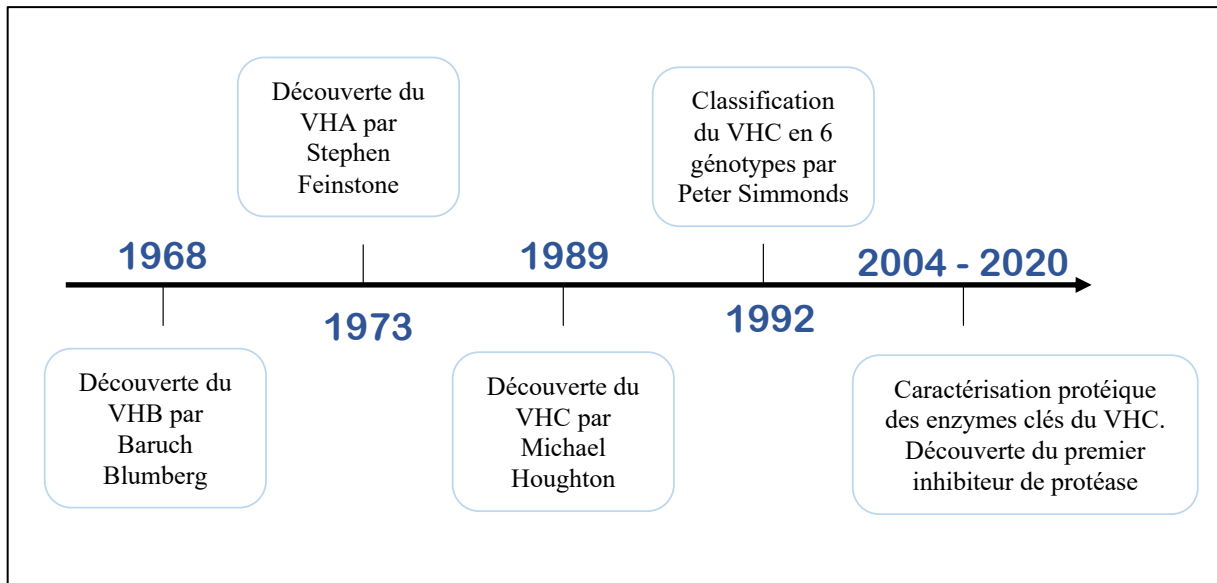 Découverte du
VHA par
Stephen
Feinstone
Classification
du VHC en 6
génotypes par
Peter Simmonds
1968
1989
2004 - 2020
1973
1992
Découverte du
VHB par
Baruch
Blumberg
Découverte du
VHC par
Michael
Houghton
Caractérisation protéique
des enzymes clés du VHC.
Découverte du premier
inhibiteur de protéase